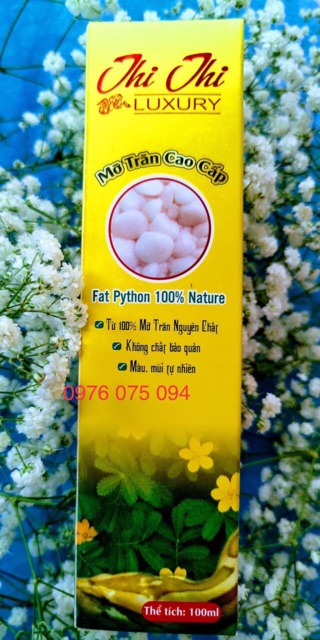 Thi Thi
LUXURY
Mỡ Trăn Cao Cấp
Fat Python 100% Nature
Từ 100% Mỡ Trăn Nguyên Chất
Không chất bảo quản
Màu, mùi tự nhiên
0976 075 094
Thể tích: 100ml